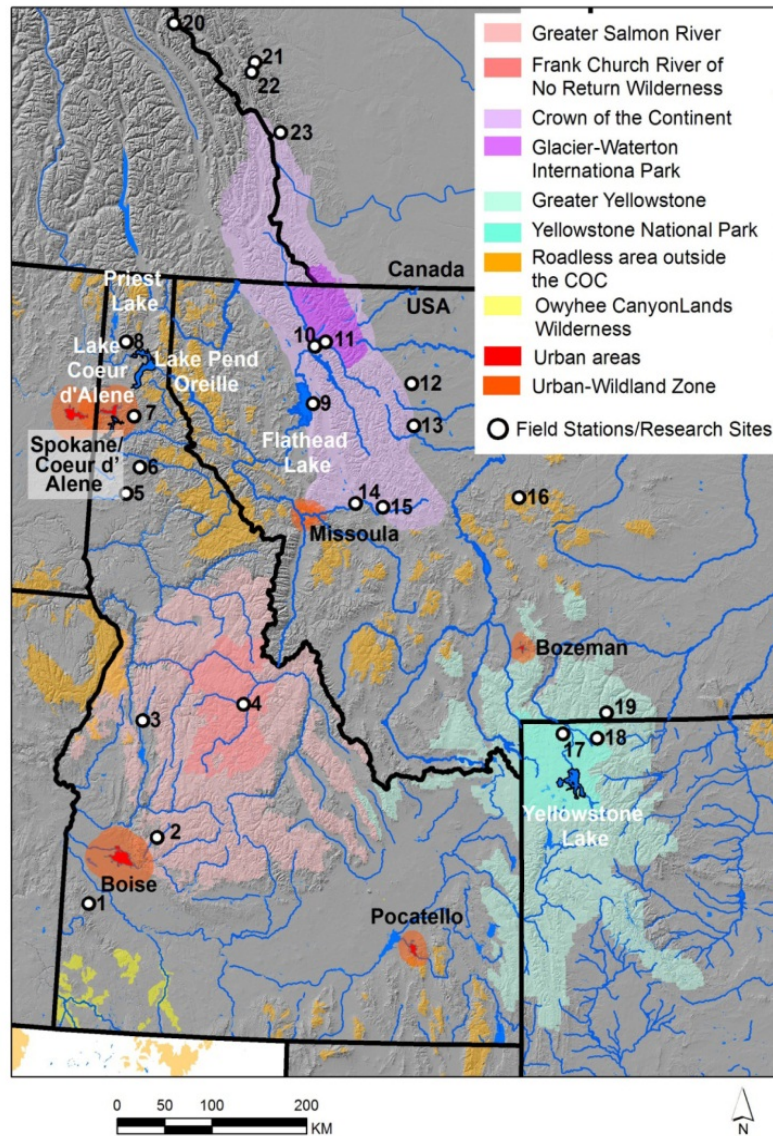 20
21
22
23
Greater Salmon River
Frank Church River of
No Return Wilderness
Crown of the Continent
Glacier-Waterton
Internationa Park
Greater Yellowstone
Yellowstone National Park
Roadless area outside
the COC
Owyhee CanyonLands
Wilderness
Urban areas
Urban-Wildland Zone
Field Stations/Research Sites
Canada
USA
Priest
Lake
8
Lake
Coeur
d'Alene
Lake Pend
Oreille
10
11
12
9
13
Flathead
Lake
7
Spokane/
Coeur d'
Alene
6
5
14
15
16
Missoula
Bozeman
3
4
19
17
18
Yellowstone
Lake
2
Boise
1
Pocatello
0
50
100
200
KM
N